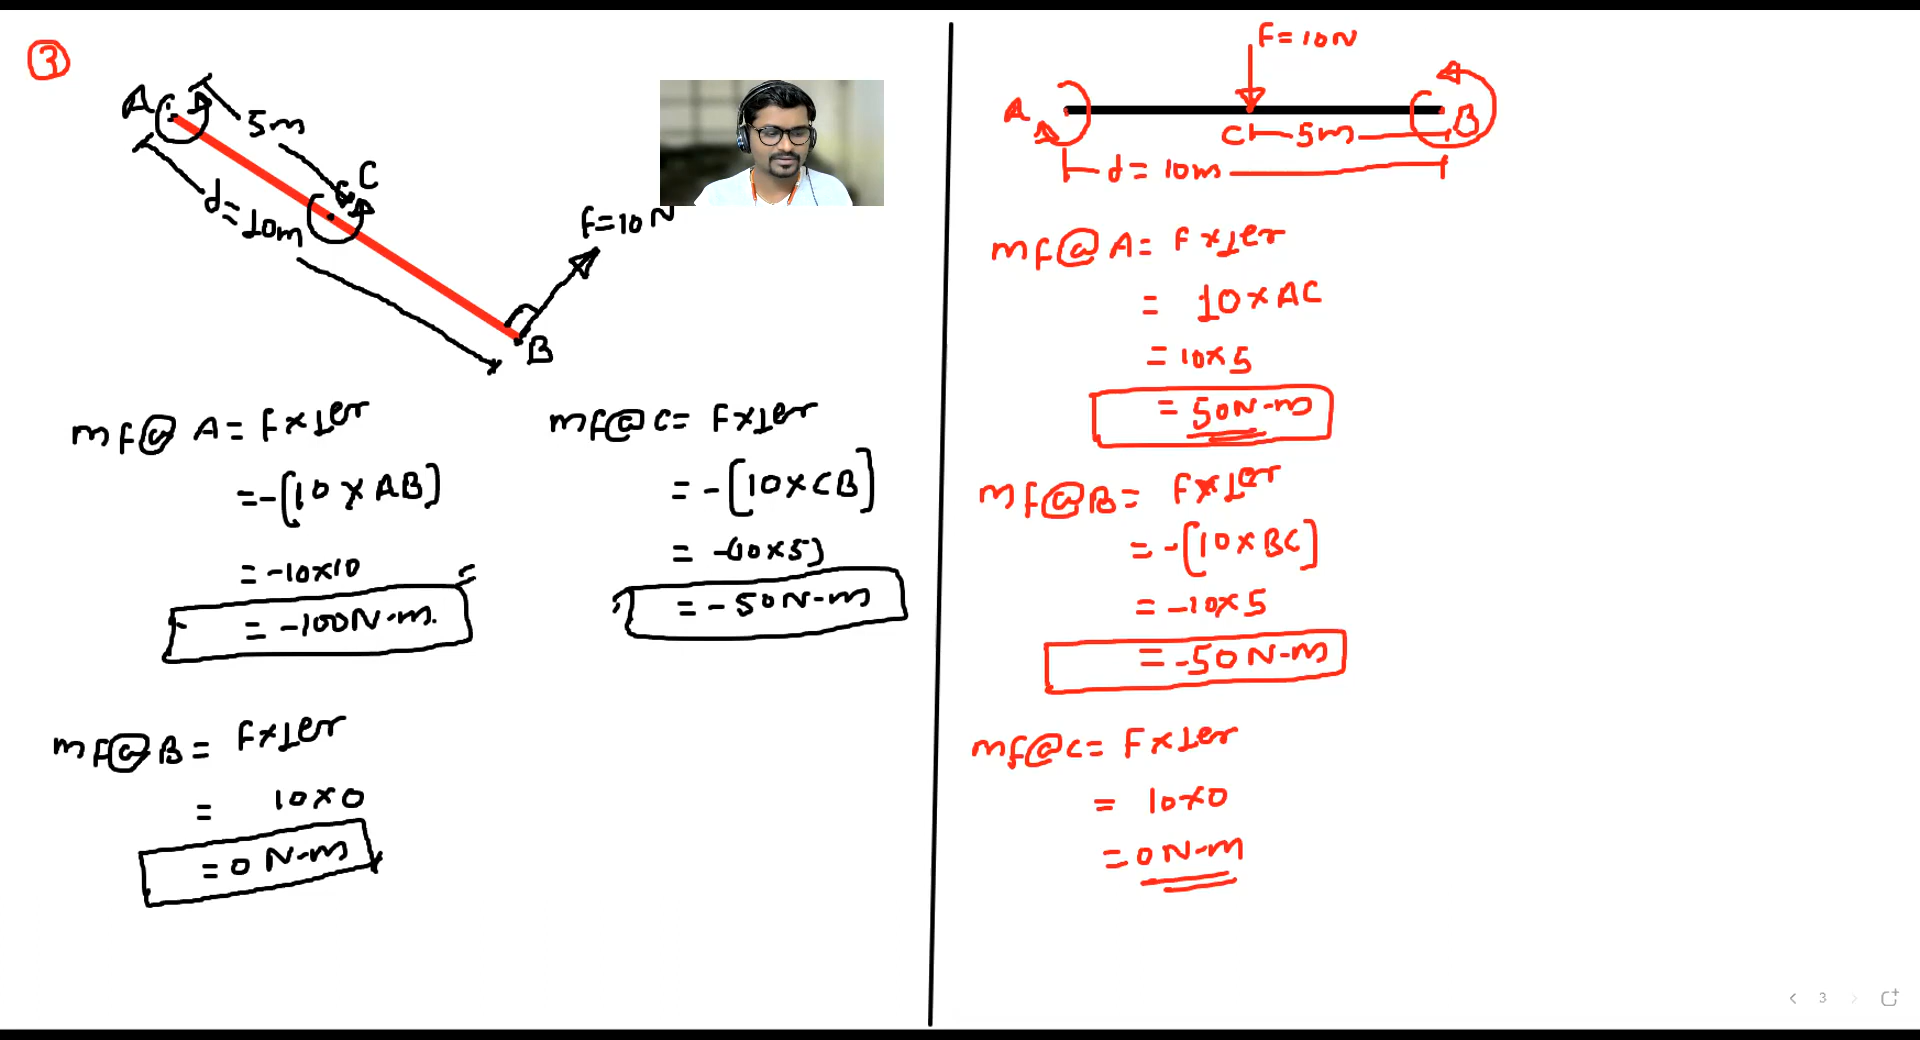 3
A
5m
C
d=10m
F=10N
B
mf@ A = F×⊥er
=-[10 × AB]
= -10×10
= -100N-m.
mf@B = F×⊥er
= 10×0
= 0 N-m
mf@C= F×⊥er
= -[10×CB]
= -(10×5)
= -50N-m
F=10N
A
B
C 5m
d= 10m
mf@A= F×⊥er
= 10×AC
= 10×5
= 50N-m
mf@B= F×⊥er
= -[10×BC]
= -10×5
= -50N-m
mf@C= F×⊥er
= 10×0
= 0N-m
3